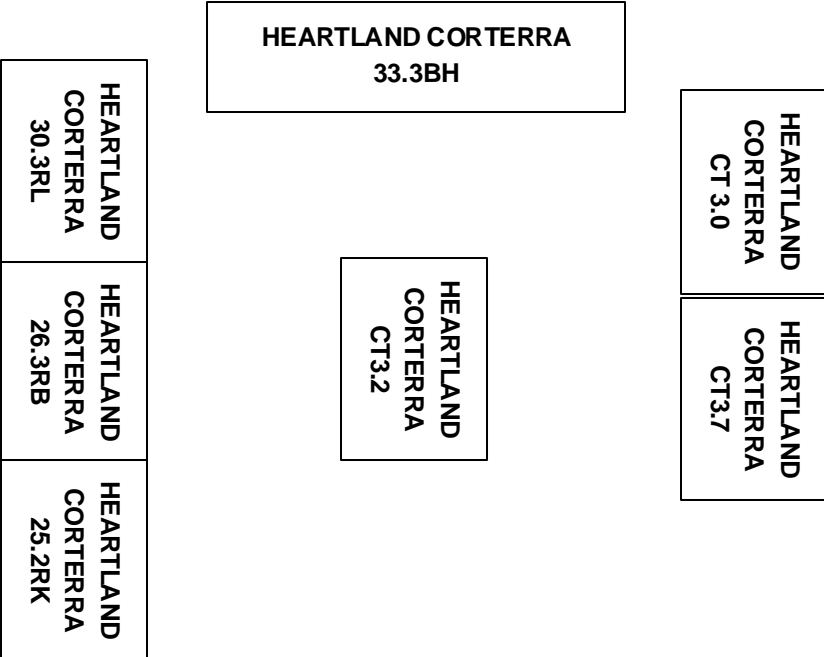 HEARTLAND CORTERRA
33.3BH
HEARTLAND
CORTERRA
30.3RL
HEARTLAND
CORTERRA
26.3RB
HEARTLAND
CORTERRA
25.2RK
HEARTLAND
CORTERRA
CT3.2
HEARTLAND
CORTERRA
CT 3.0
HEARTLAND
CORTERRA
CT3.7